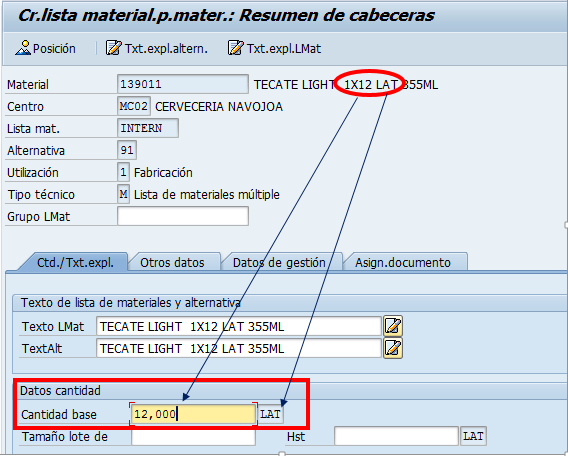 Cr.lista material.p.mater.: Resumen de cabeceras
Posición Txt.expl.altern. Txt.expl.LMat
Material 139011 TECATE LIGHT 1X12 LAT 355ML
Centro MC02 CERVECERIA NAVOJOA
Lista mat. INTERN
Alternativa 91
Utilización 1 Fabricación
Tipo técnico M Lista de materiales múltiple
Grupo LMat
Ctd./Txt.expl. Otros datos Datos de gestión Asign.documento
Texto de lista de materiales y alternativa
Texto LMat TECATE LIGHT 1X12 LAT 355ML
TextAlt TECATE LIGHT 1X12 LAT 355ML
Datos cantidad
Cantidad base 12,000 LAT
Tamaño lote de Hst LAT